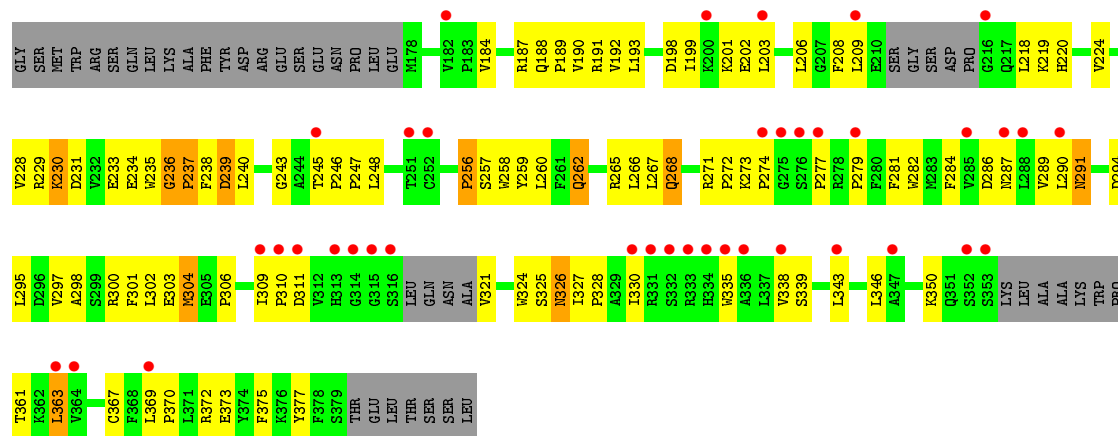 GLY SER MET TRP ARG SER GLN LEU LYS ALA PHE TYR ASP ARG GLU SER GLU ASN PRO LEU GLU M178 V182 P183 V184 R187 Q188 P189 V190 R191 V192 L193 D198 I199 K200 K201 E202 L203 L206 G207 F208 L209 E210 SER GLY SER ASP PRO G216 Q217 L218 K219 H220 V224
V228 R229 K230 D231 V232 E233 E234 W235 G236 P237 F238 D239 L240 G243 A244 T245 P246 P247 L248 T251 C252 P256 S257 W258 Y259 L260 F261 Q262 R265 L266 L267 Q268 R271 P272 K273 P274 G275 S276 P277 R278 P279 F280 F281 W282 M283 F284 V285 D286 N287 L288 V289 L290 N291
L295 D296 V297 A298 S299 R300 F301 L302 E303 M304 E305 P306 I309 P310 D311 V312 H313 G314 G315 S316 LEU GLN ASN ALA V321 W324 S325 N326 I327 P328 A329 I330 R331 S332 R333 H334 W335 A336 L337 V338 S339 L343 L346 A347 K350 Q351 S352 S353 LYS LEU ALA ALA LYS TRP
T361 K362 L363 V364 C367 F368 L369 P370 L371 R372 E373 Y374 F375 K376 Y377 F378 S379 THR GLU LEU THR SER SER LEU